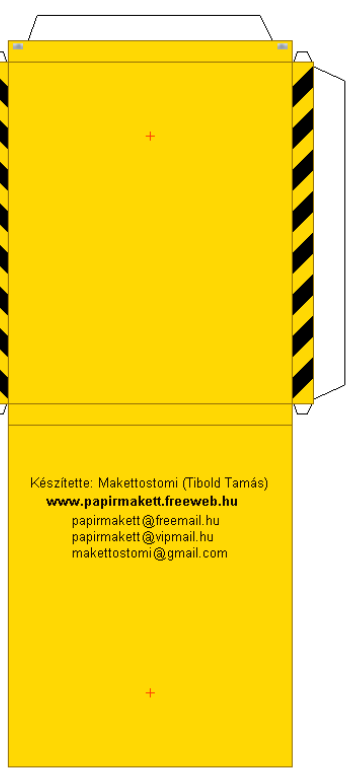 Készítette: Makettostomi (Tibold Tamás)
www.papirmakett.freeweb.hu
papirmakett@freemail.hu
papirmakett@vipmail.hu
makettostomi@gmail.com